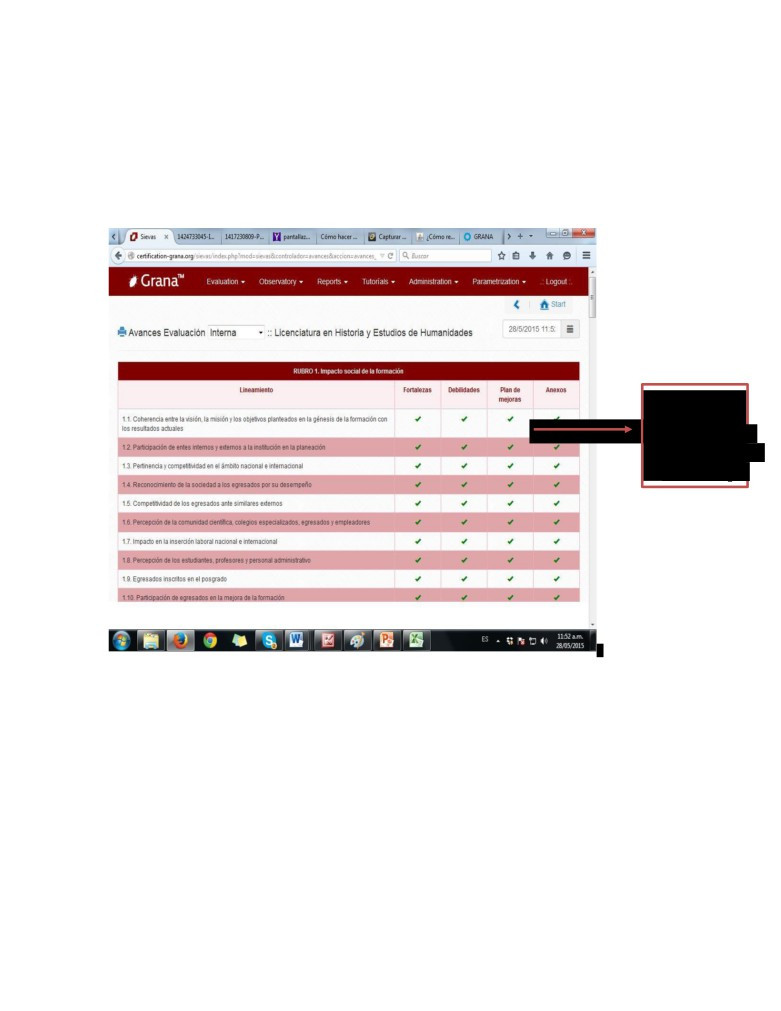 Sievas × 1424733045-1... 1417230809-P... pantallas... Cómo hacer ... Capturar ... ¿Cómo re... GRANA
certification-grana.org/sievas/index.php?mod=sievas&controlador=avances&accion=avances_ Buscar
Grana™ Evaluation Observatory Reports Tutorials Administration Parametrization .: Logout :.
Start
Avances Evaluación Interna :: Licenciatura en Historia y Estudios de Humanidades 28/5/2015 11:5
RUBRO 1. Impacto social de la formación
Lineamiento Fortalezas Debilidades Plan de mejoras Anexos
1.1. Coherencia entre la visión, la misión y los objetivos planteados en la génesis de la formación con
los resultados actuales
1.2. Participación de entes internos y externos a la institución en la planeación
1.3. Pertinencia y competitividad en el ámbito nacional e internacional
1.4. Reconocimiento de la sociedad a los egresados por su desempeño
1.5. Competitividad de los egresados ante similares externos
1.6. Percepción de la comunidad científica, colegios especializados, egresados y empleadores
1.7. Impacto en la inserción laboral nacional e internacional
1.8. Percepción de los estudiantes, profesores y personal administrativo
1.9. Egresados inscritos en el posgrado
1.10. Participación de egresados en la mejora de la formación
ES 11:52 a.m.
28/05/2015